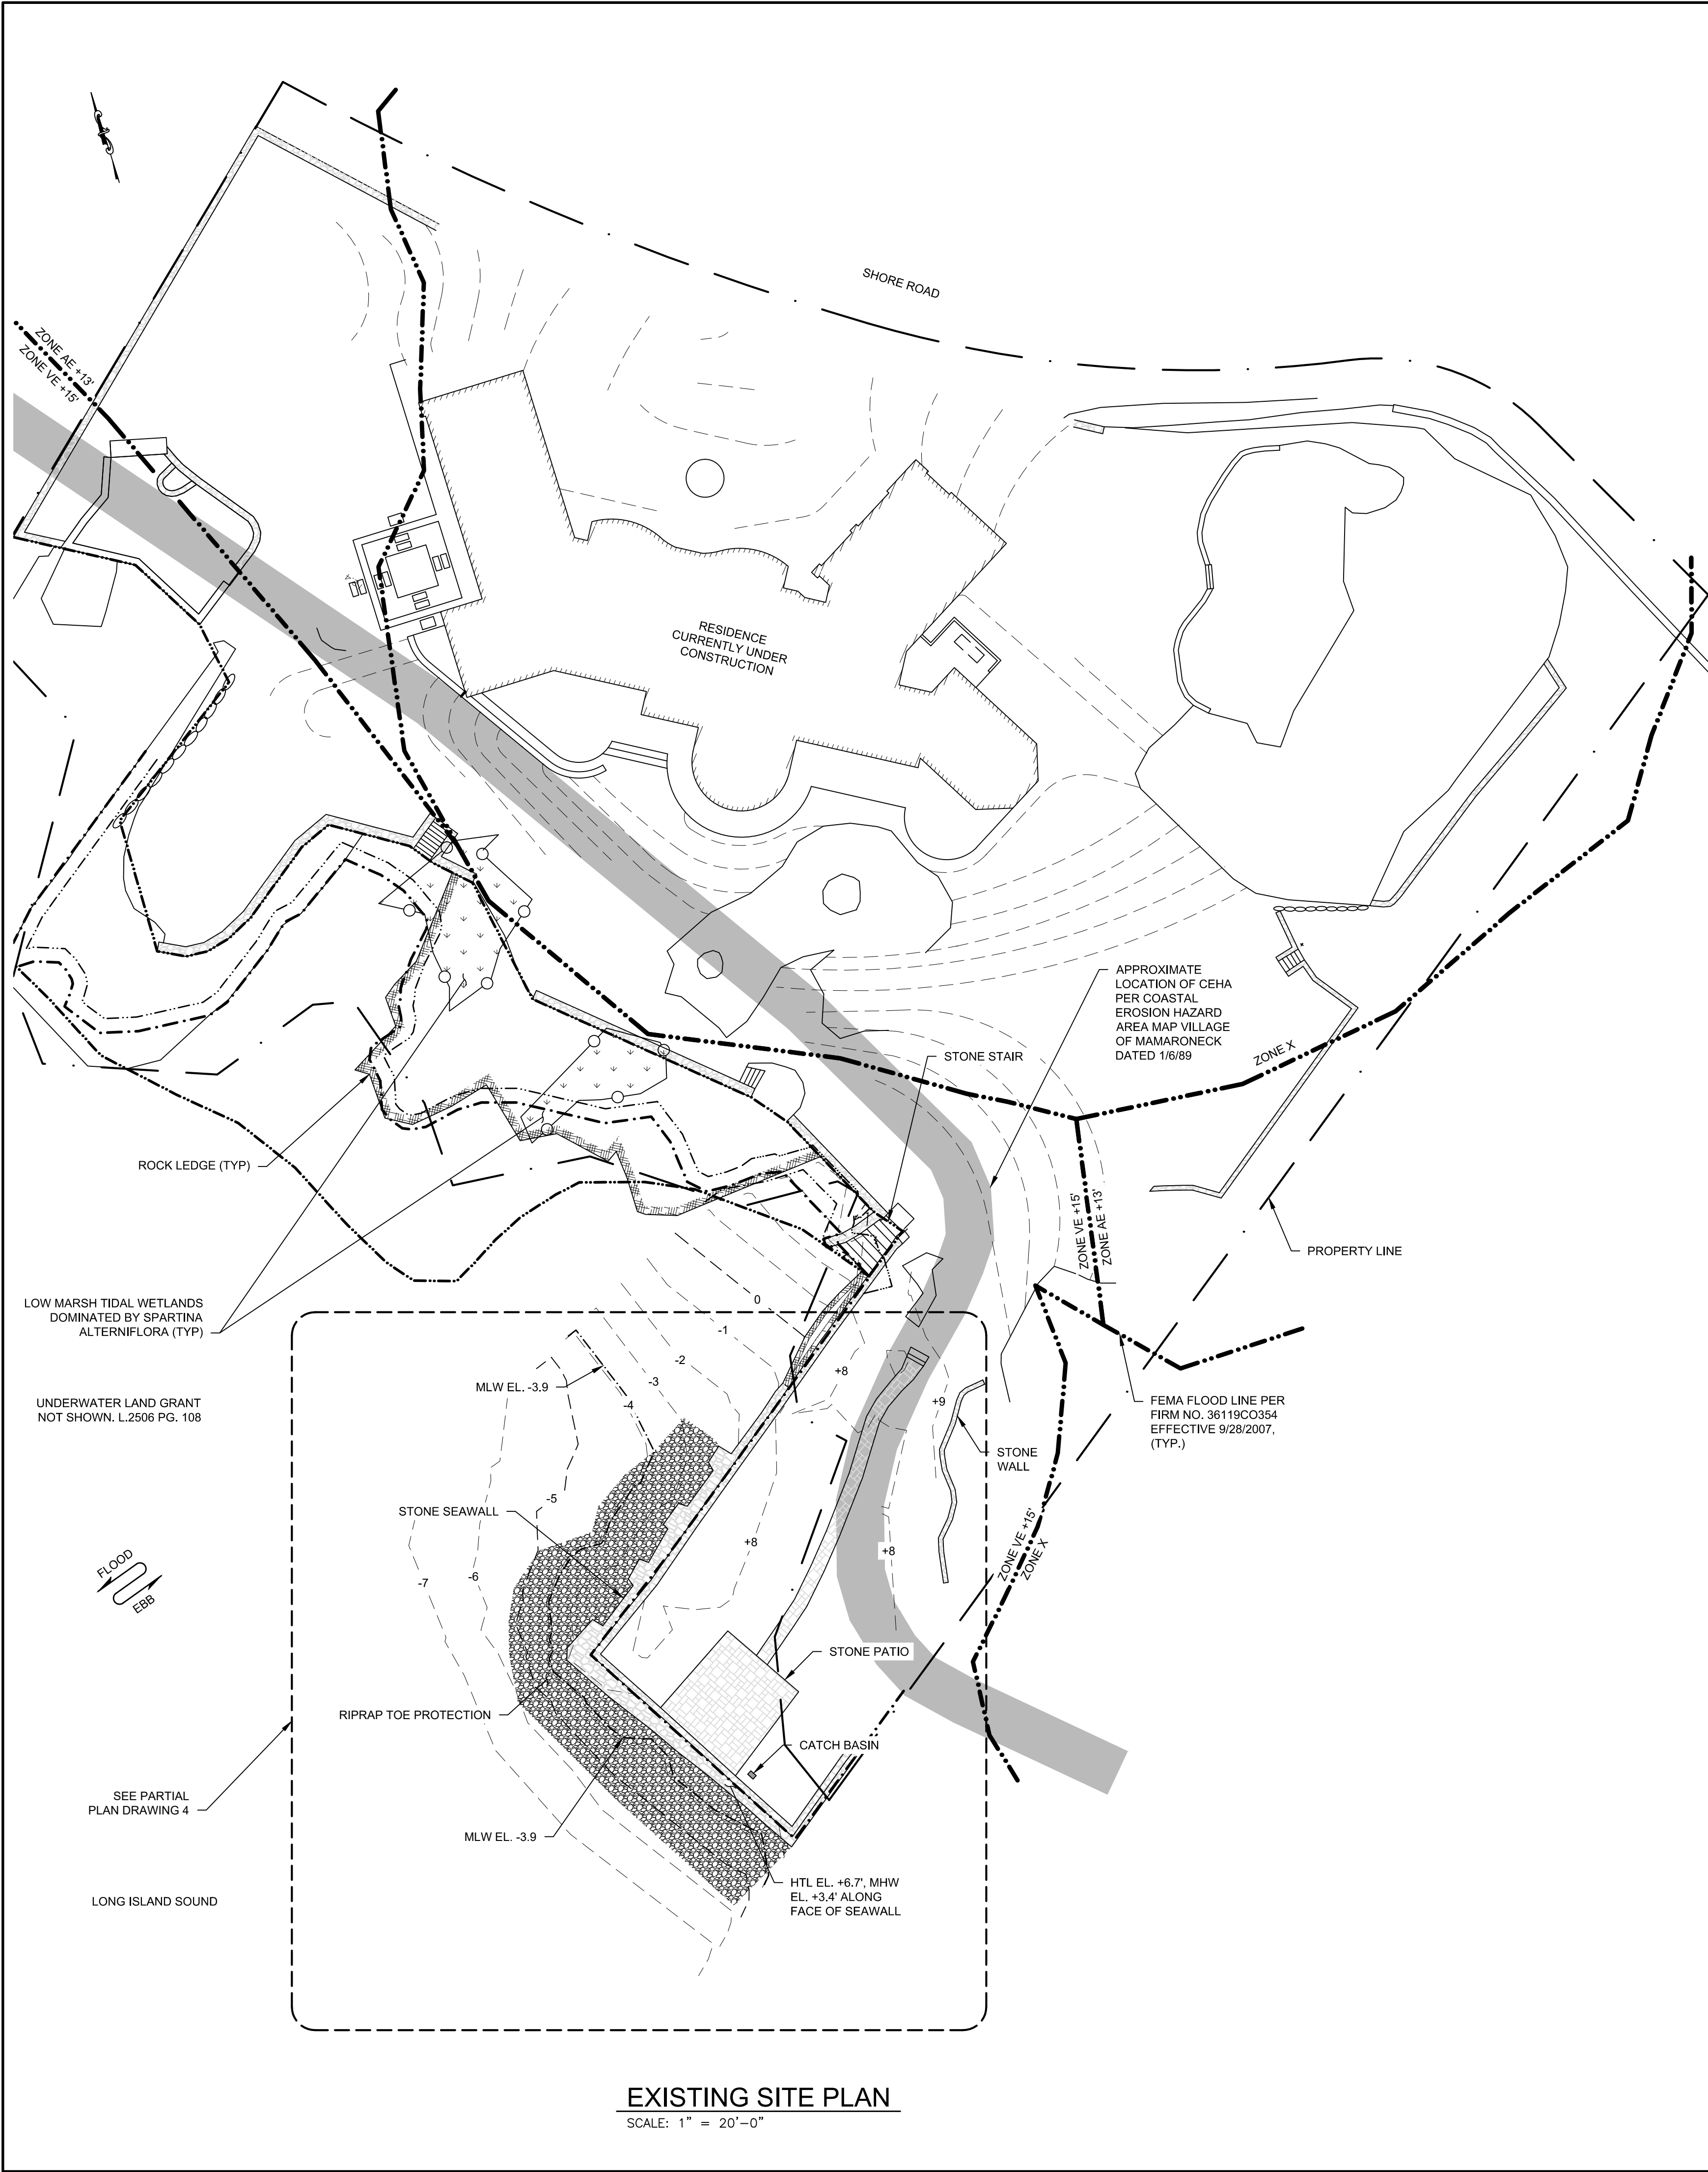 SHORE ROAD
ZONE AE +13'
ZONE VE +15'
RESIDENCE
CURRENTLY UNDER
CONSTRUCTION
APPROXIMATE
LOCATION OF CEHA
PER COASTAL
EROSION HAZARD
AREA MAP VILLAGE
OF MAMARONECK
DATED 1/6/89
STONE STAIR
ZONE X
ROCK LEDGE (TYP)
ZONE VE +15'
ZONE AE +13'
PROPERTY LINE
LOW MARSH TIDAL WETLANDS
DOMINATED BY SPARTINA
ALTERNIFLORA (TYP)
0
-1
-2
-3
+8
MLW EL. -3.9
-4
+9
UNDERWATER LAND GRANT
NOT SHOWN. L.2506 PG. 108
FEMA FLOOD LINE PER
FIRM NO. 36119CO354
EFFECTIVE 9/28/2007,
(TYP.)
STONE
WALL
-5
STONE SEAWALL
+8
+8
ZONE VE +15'
ZONE X
FLOOD
EBB
-7
-6
STONE PATIO
RIPRAP TOE PROTECTION
CATCH BASIN
SEE PARTIAL
PLAN DRAWING 4
MLW EL. -3.9
HTL EL. +6.7', MHW
EL. +3.4' ALONG
FACE OF SEAWALL
LONG ISLAND SOUND
EXISTING SITE PLAN
SCALE: 1" = 20'-0"